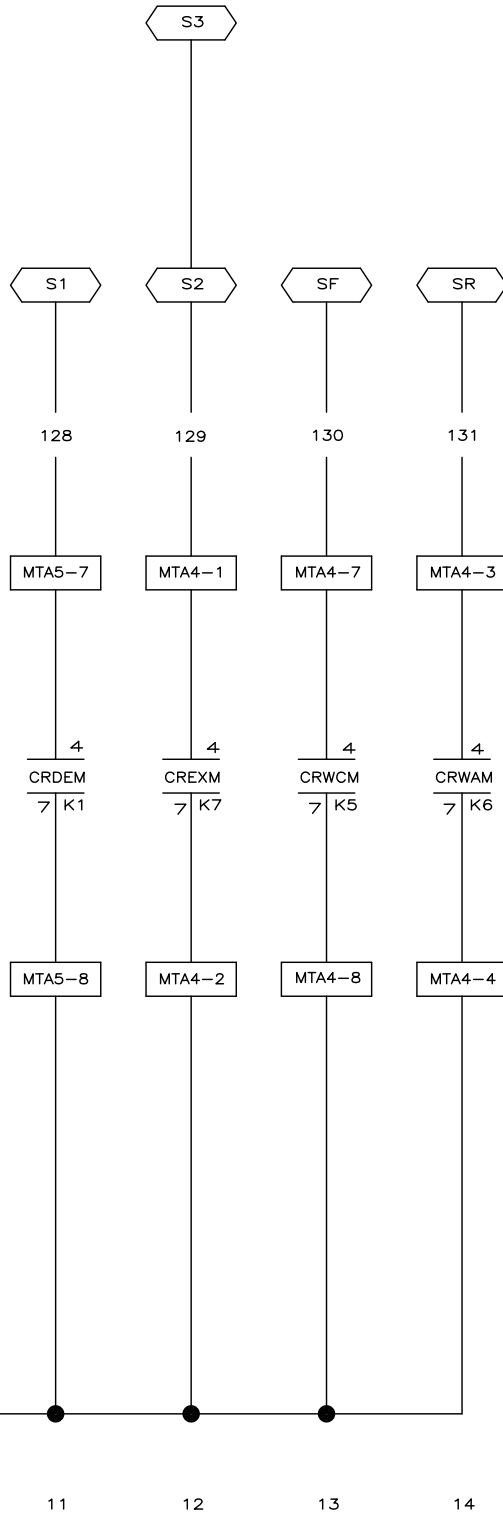 S3
S1 S2 SF SR
128 129 130 131
MTA5-7 MTA4-1 MTA4-7 MTA4-3
4 4 4 4
CRDEM CREXM CRWCM CRWAM
7 K1 7 K7 7 K5 7 K6
MTA5-8 MTA4-2 MTA4-8 MTA4-4
11 12 13 14